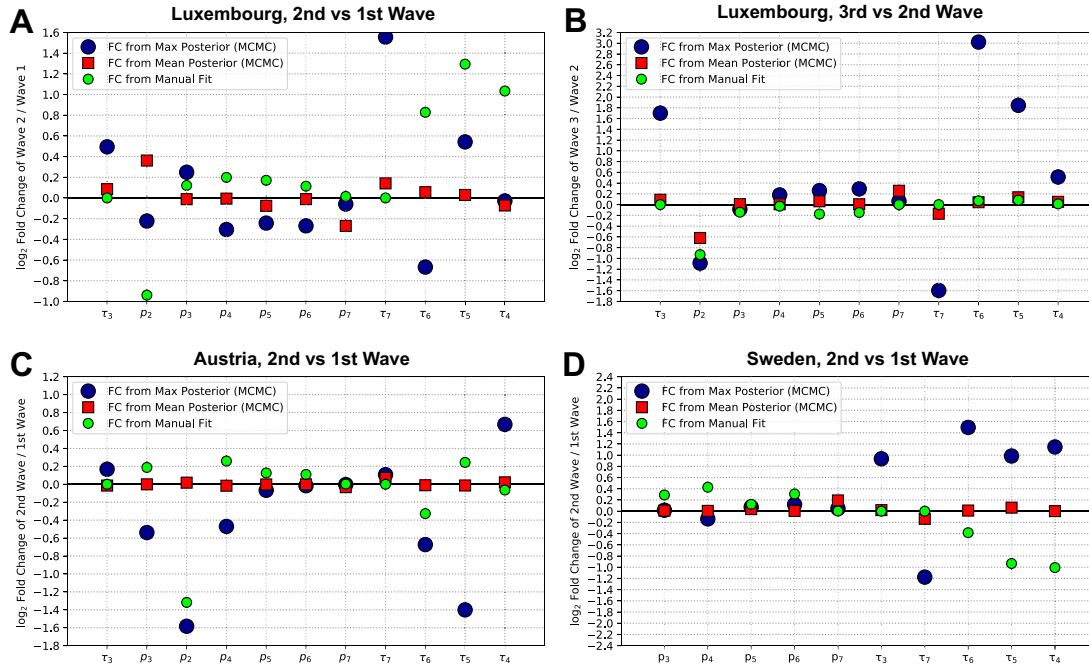 A
Luxembourg, 2nd vs 1st Wave
FC from Max Posterior (MCMC)
FC from Mean Posterior (MCMC)
FC from Manual Fit
log₂ Fold Change of Wave 2 / Wave 1
1.6
1.4
1.2
1.0
0.8
0.6
0.4
0.2
0.0
−0.2
−0.4
−0.6
−0.8
−1.0
τ₃ p₂ p₃ p₄ p₅ p₆ p₇ τ₇ τ₆ τ₅ τ₄
B
Luxembourg, 3rd vs 2nd Wave
FC from Max Posterior (MCMC)
FC from Mean Posterior (MCMC)
FC from Manual Fit
log₂ Fold Change of Wave 3 / Wave 2
3.2
3.0
2.8
2.6
2.4
2.2
2.0
1.8
1.6
1.4
1.2
1.0
0.8
0.6
0.4
0.2
0.0
−0.2
−0.4
−0.6
−0.8
−1.0
−1.2
−1.4
−1.6
−1.8
τ₃ p₂ p₃ p₄ p₅ p₆ p₇ τ₇ τ₆ τ₅ τ₄
C
Austria, 2nd vs 1st Wave
FC from Max Posterior (MCMC)
FC from Mean Posterior (MCMC)
FC from Manual Fit
log₂ Fold Change of 2nd Wave / 1st Wave
1.2
1.0
0.8
0.6
0.4
0.2
0.0
−0.2
−0.4
−0.6
−0.8
−1.0
−1.2
−1.4
−1.6
−1.8
τ₃ p₃ p₂ p₄ p₅ p₆ p₇ τ₇ τ₆ τ₅ τ₄
D
Sweden, 2nd vs 1st Wave
FC from Max Posterior (MCMC)
FC from Mean Posterior (MCMC)
FC from Manual Fit
log₂ Fold Change of 2nd Wave / 1st Wave
2.4
2.2
2.0
1.8
1.6
1.4
1.2
1.0
0.8
0.6
0.4
0.2
0.0
−0.2
−0.4
−0.6
−0.8
−1.0
−1.2
−1.4
−1.6
−1.8
−2.0
−2.2
−2.4
p₃ p₄ p₅ p₆ p₇ τ₃ τ₇ τ₆ τ₅ τ₄